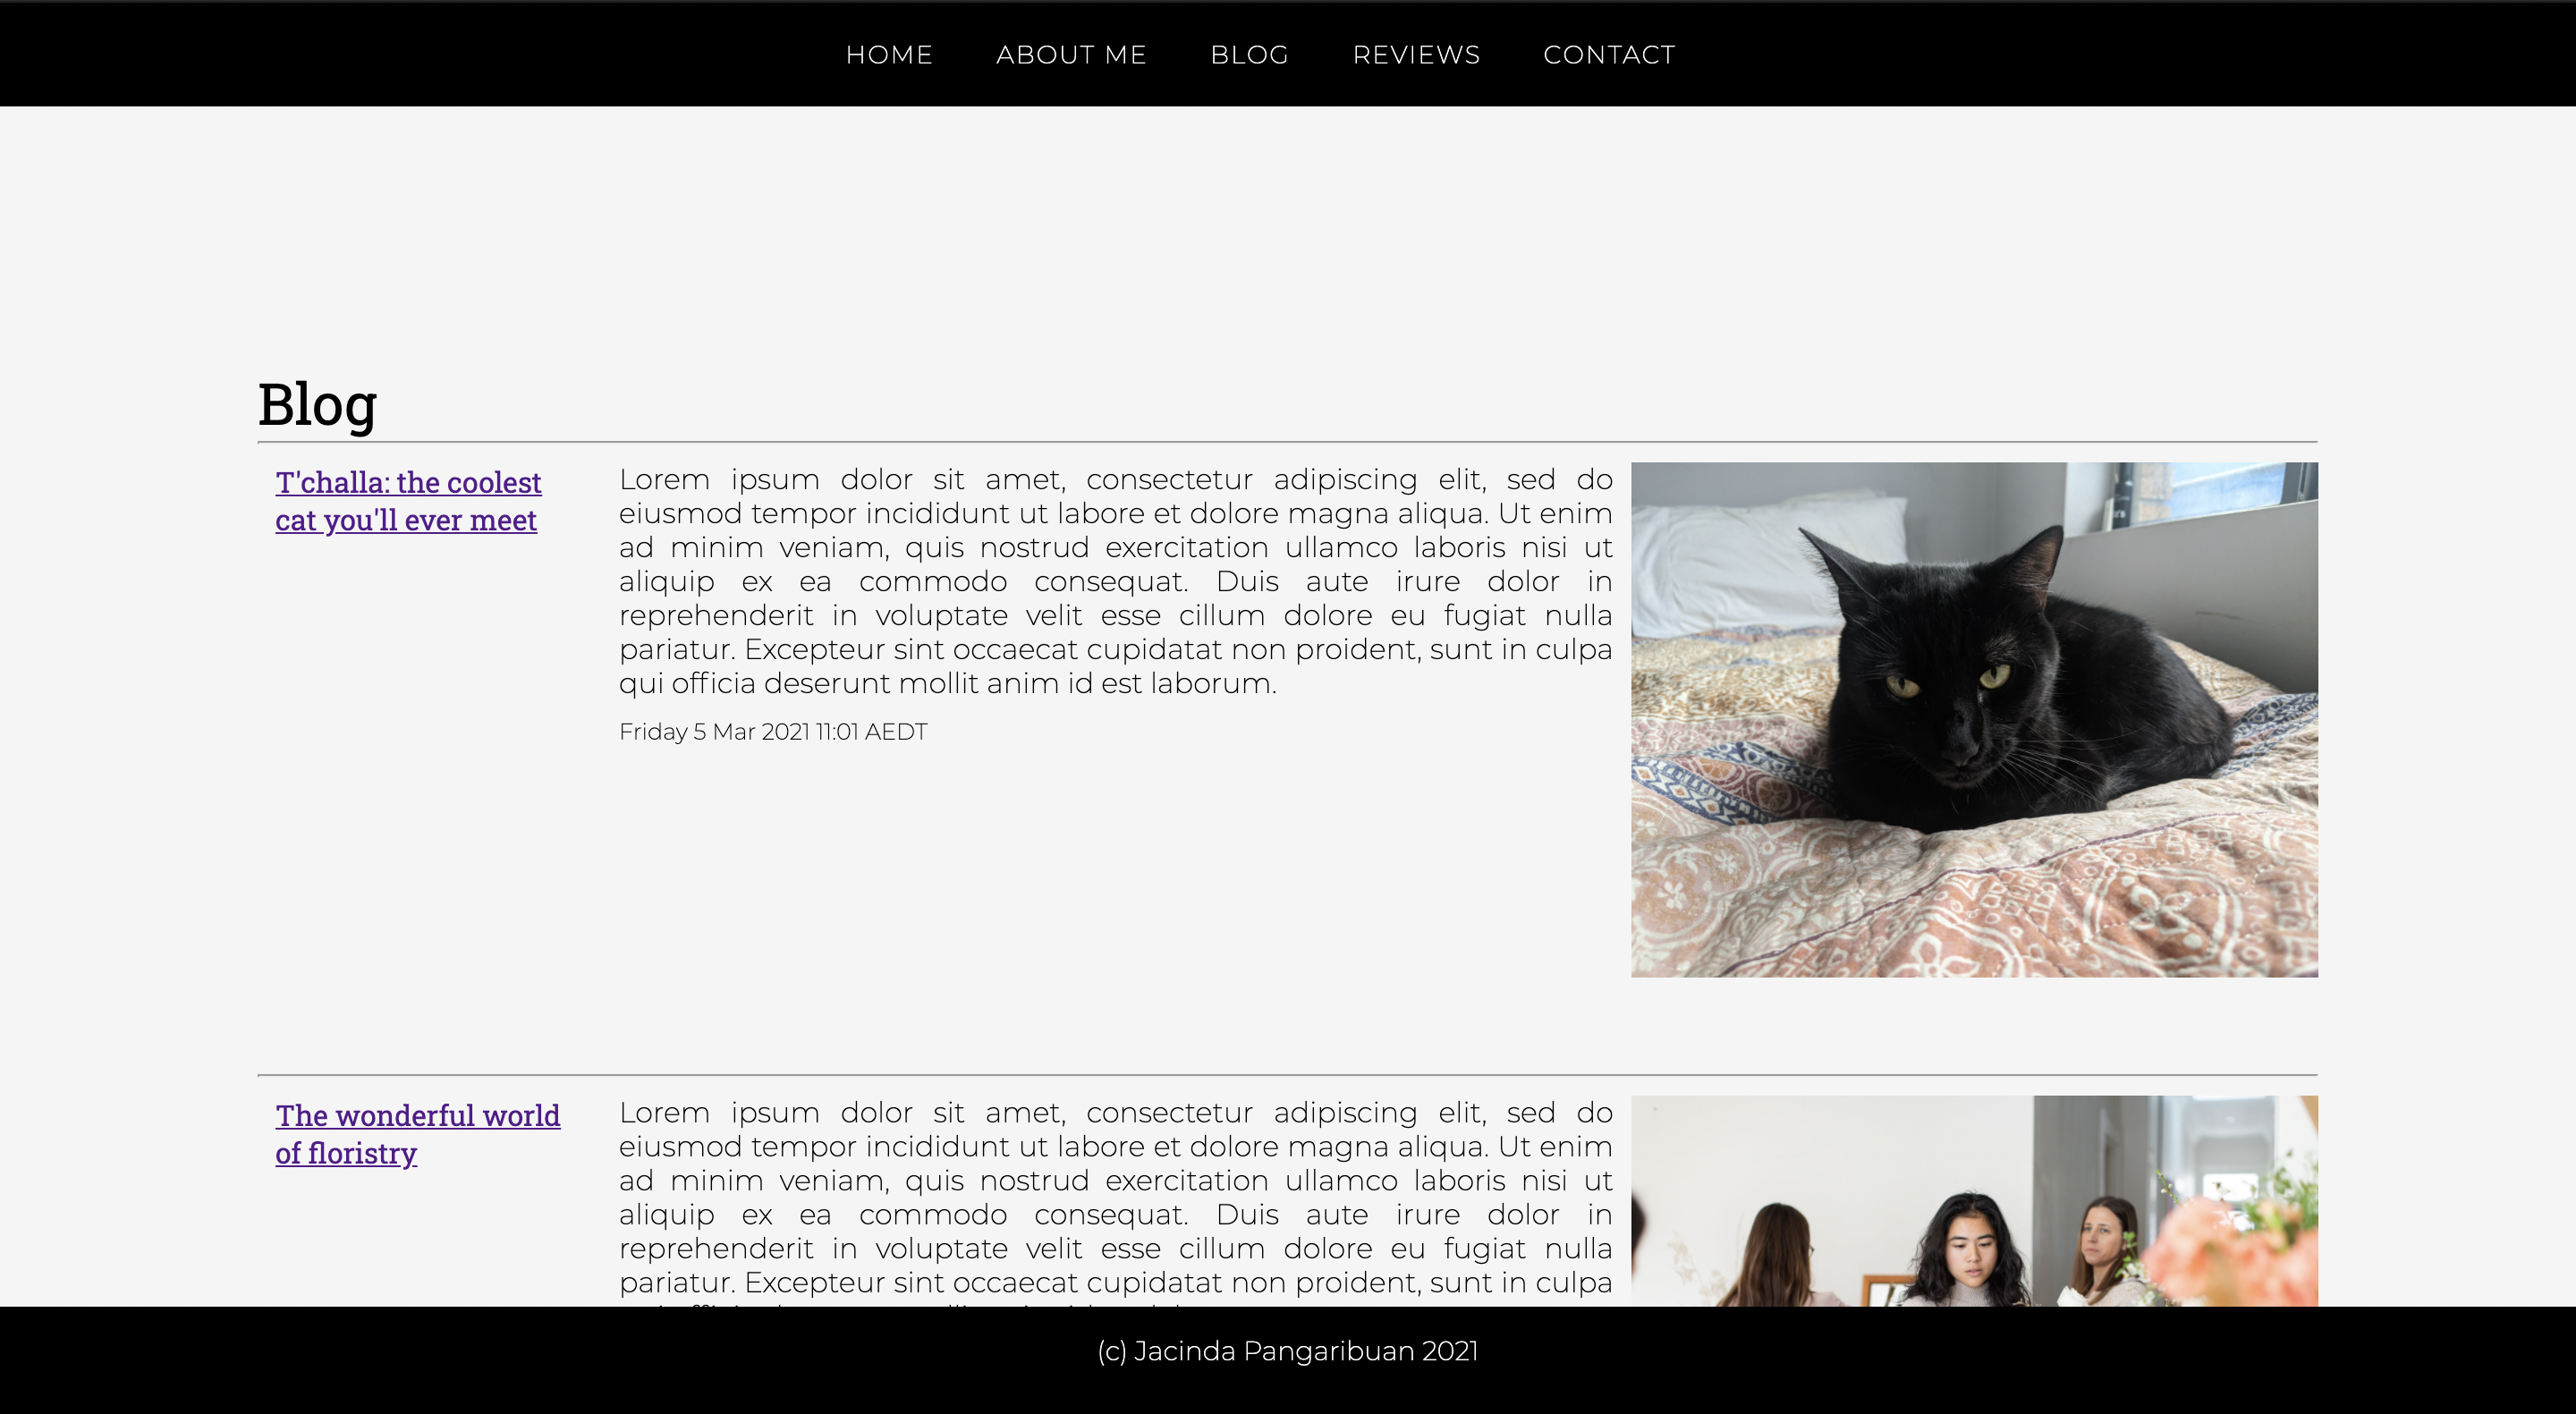 HOME ABOUT ME BLOG REVIEWS CONTACT
Blog
T'challa: the coolest
cat you'll ever meet
Lorem ipsum dolor sit amet, consectetur adipiscing elit, sed do
eiusmod tempor incididunt ut labore et dolore magna aliqua. Ut enim
ad minim veniam, quis nostrud exercitation ullamco laboris nisi ut
aliquip ex ea commodo consequat. Duis aute irure dolor in
reprehenderit in voluptate velit esse cillum dolore eu fugiat nulla
pariatur. Excepteur sint occaecat cupidatat non proident, sunt in culpa
qui officia deserunt mollit anim id est laborum.
Friday 5 Mar 2021 11:01 AEDT
The wonderful world
of floristry
Lorem ipsum dolor sit amet, consectetur adipiscing elit, sed do
eiusmod tempor incididunt ut labore et dolore magna aliqua. Ut enim
ad minim veniam, quis nostrud exercitation ullamco laboris nisi ut
aliquip ex ea commodo consequat. Duis aute irure dolor in
reprehenderit in voluptate velit esse cillum dolore eu fugiat nulla
pariatur. Excepteur sint occaecat cupidatat non proident, sunt in culpa
(c) Jacinda Pangaribuan 2021